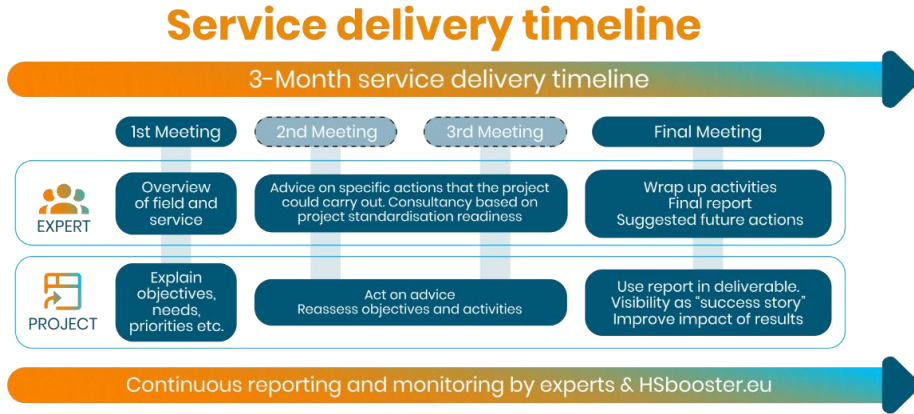 Service delivery timeline
3-Month service delivery timeline
1st Meeting
2nd Meeting
3rd Meeting
Final Meeting
EXPERT
Overview
of field and
service
Advice on specific actions that the project
could carry out. Consultancy based on
project standardisation readiness
Wrap up activities
Final report
Suggested future actions
PROJECT
Explain
objectives,
needs,
priorities etc.
Act on advice
Reassess objectives and activities
Use report in deliverable.
Visibility as “success story”
Improve impact of results
Continuous reporting and monitoring by experts & HSbooster.eu